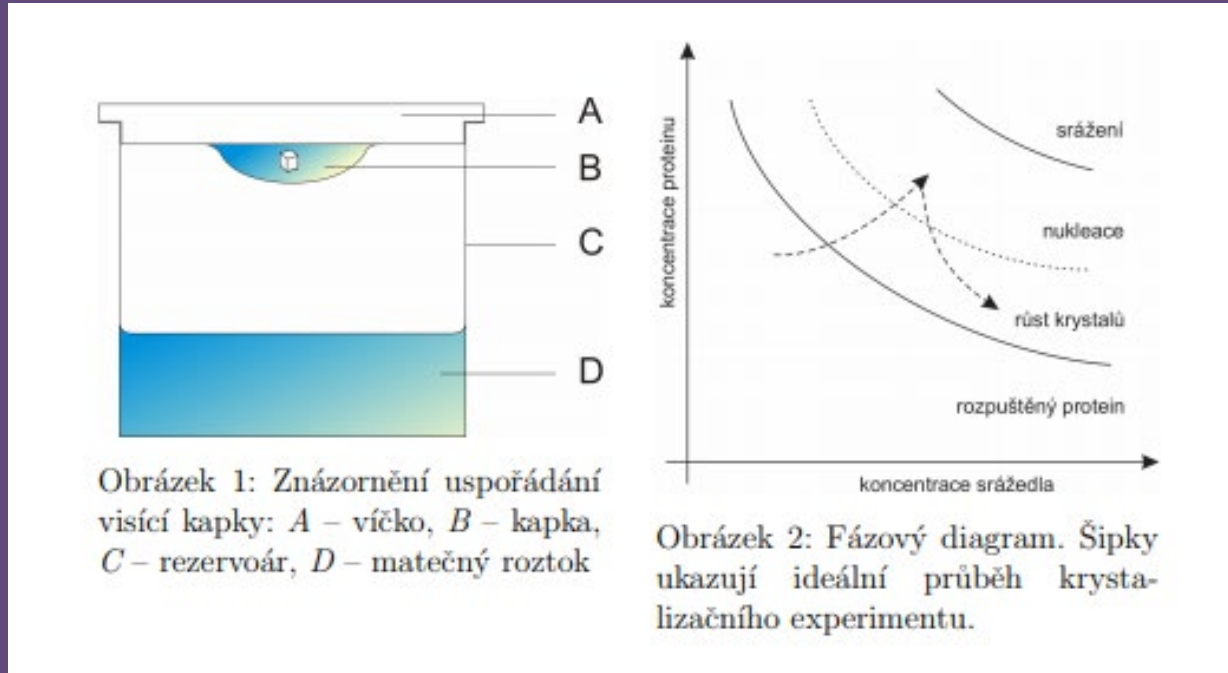 A
B
C
D
Obrázek 1: Znázornění uspořádání
visící kapky: A – víčko, B – kapka,
C – rezervoár, D – matečný roztok
koncentrace proteinu
srážení
nukleace
růst krystalů
rozpuštěný protein
koncentrace srážedla
Obrázek 2: Fázový diagram. Šipky
ukazují ideální průběh krysta-
lizačního experimentu.